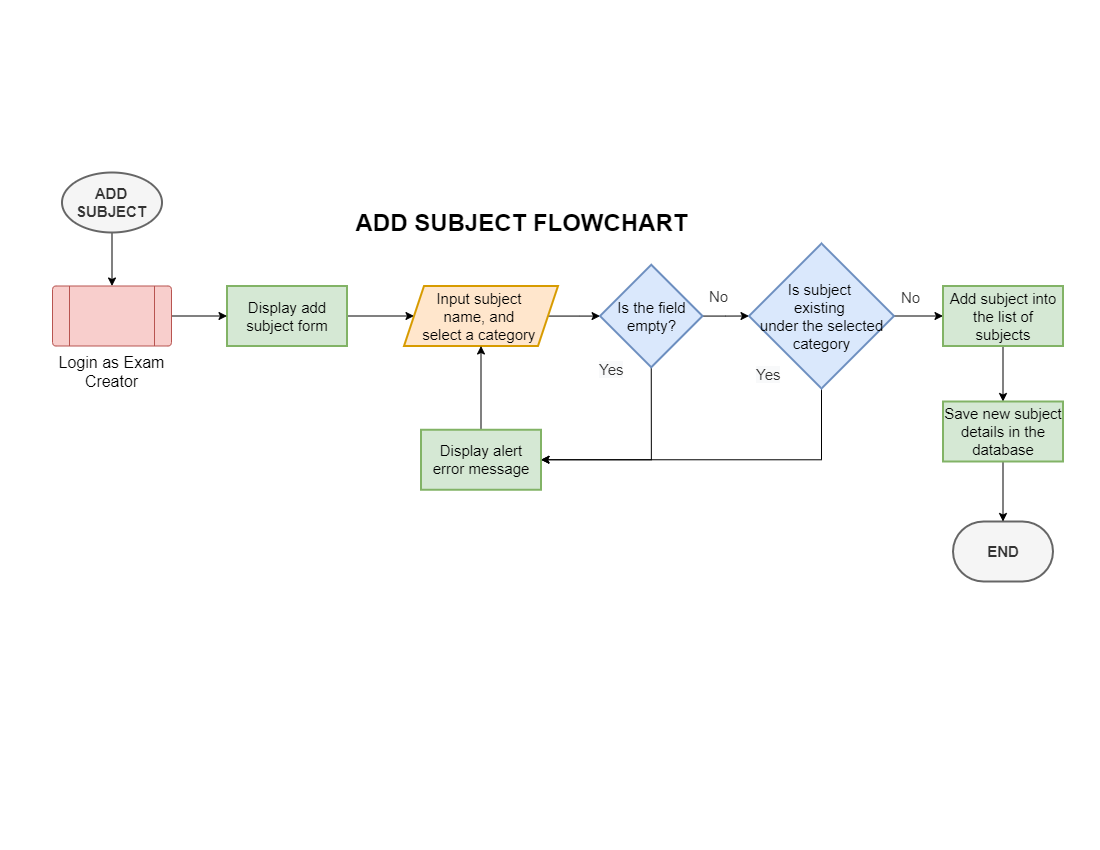 ADD
SUBJECT
ADD SUBJECT FLOWCHART
Login as Exam
Creator
Display add
subject form
Input subject
name, and
select a category
Is the field
empty?
No
Yes
Is subject
existing
under the selected
category
No
Yes
Display alert
error message
Add subject into
the list of
subjects
Save new subject
details in the
database
END